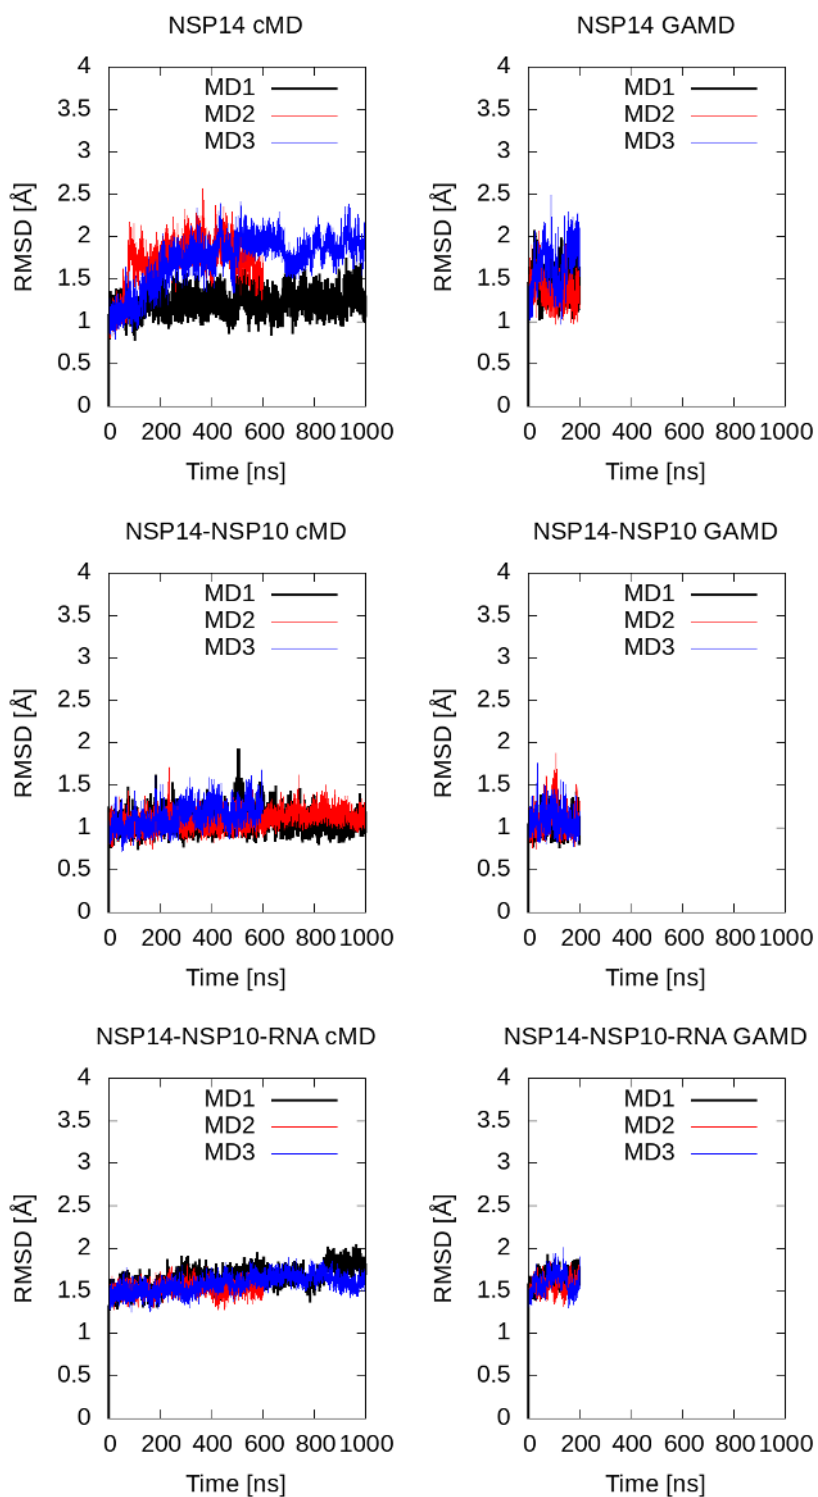 NSP14 cMD
NSP14 GAMD
4
3.5
3
2.5
2
1.5
1
0.5
0
RMSD [Å]
MD1
MD2
MD3
0 200 400 600 800 1000
Time [ns]
4
3.5
3
2.5
2
1.5
1
0.5
0
RMSD [Å]
MD1
MD2
MD3
0 200 400 600 800 1000
Time [ns]
NSP14-NSP10 cMD
NSP14-NSP10 GAMD
4
3.5
3
2.5
2
1.5
1
0.5
0
RMSD [Å]
MD1
MD2
MD3
0 200 400 600 800 1000
Time [ns]
4
3.5
3
2.5
2
1.5
1
0.5
0
RMSD [Å]
MD1
MD2
MD3
0 200 400 600 800 1000
Time [ns]
NSP14-NSP10-RNA cMD
NSP14-NSP10-RNA GAMD
4
3.5
3
2.5
2
1.5
1
0.5
0
RMSD [Å]
MD1
MD2
MD3
0 200 400 600 800 1000
Time [ns]
4
3.5
3
2.5
2
1.5
1
0.5
0
RMSD [Å]
MD1
MD2
MD3
0 200 400 600 800 1000
Time [ns]